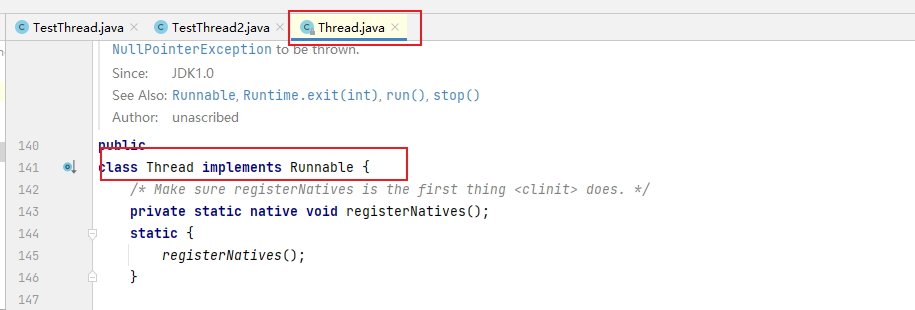 TestThread.java TestThread2.java Thread.java
NullPointerException to be thrown.
Since: JDK1.0
See Also: Runnable, Runtime.exit(int), run(), stop()
Author: unascribed
140 public
141 class Thread implements Runnable {
142 /* Make sure registerNatives is the first thing <clinit> does. */
143 private static native void registerNatives();
144 static {
145 registerNatives();
146 }
147